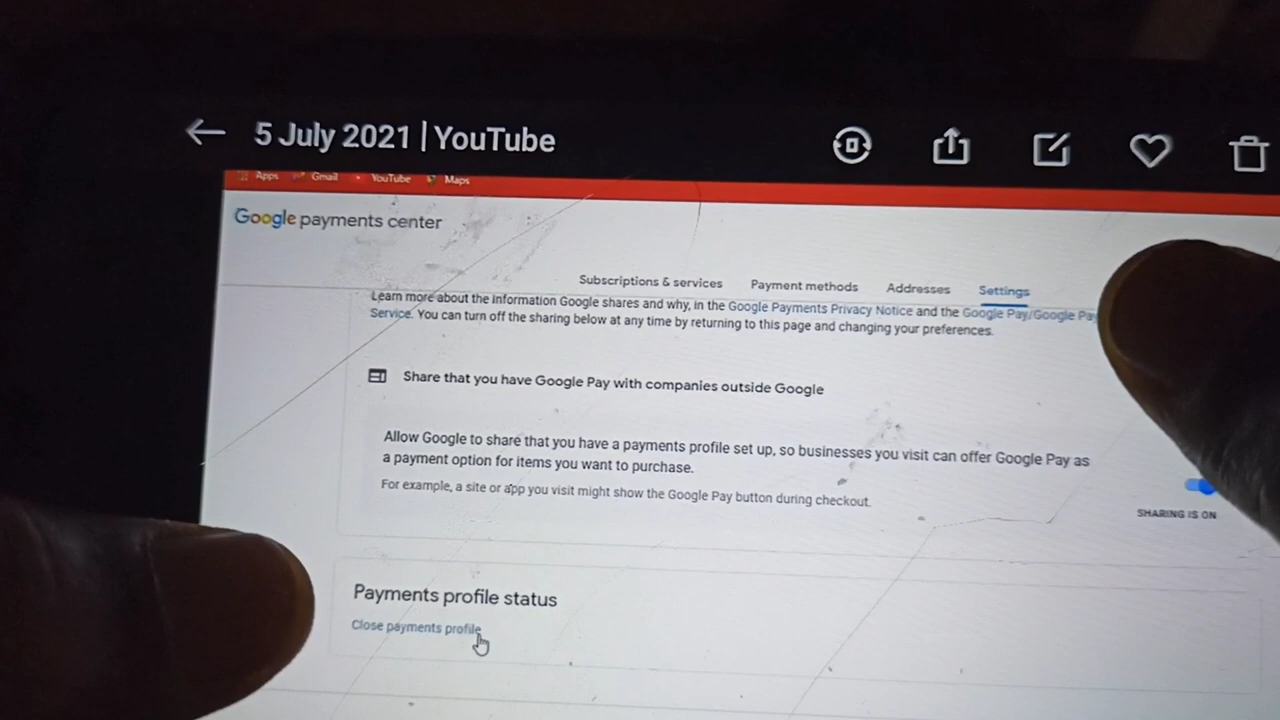 5 July 2021 | YouTube
Apps Gmail YouTube Maps
Google payments center
Subscriptions & services Payment methods Addresses Settings
Learn more about the information Google shares and why, in the Google Payments Privacy Notice and the Google Pay/Google Pay
Service. You can turn off the sharing below at any time by returning to this page and changing your preferences.
Share that you have Google Pay with companies outside Google
Allow Google to share that you have a payments profile set up, so businesses you visit can offer Google Pay as
a payment option for items you want to purchase.
For example, a site or app you visit might show the Google Pay button during checkout.
SHARING IS ON
Payments profile status
Close payments profile